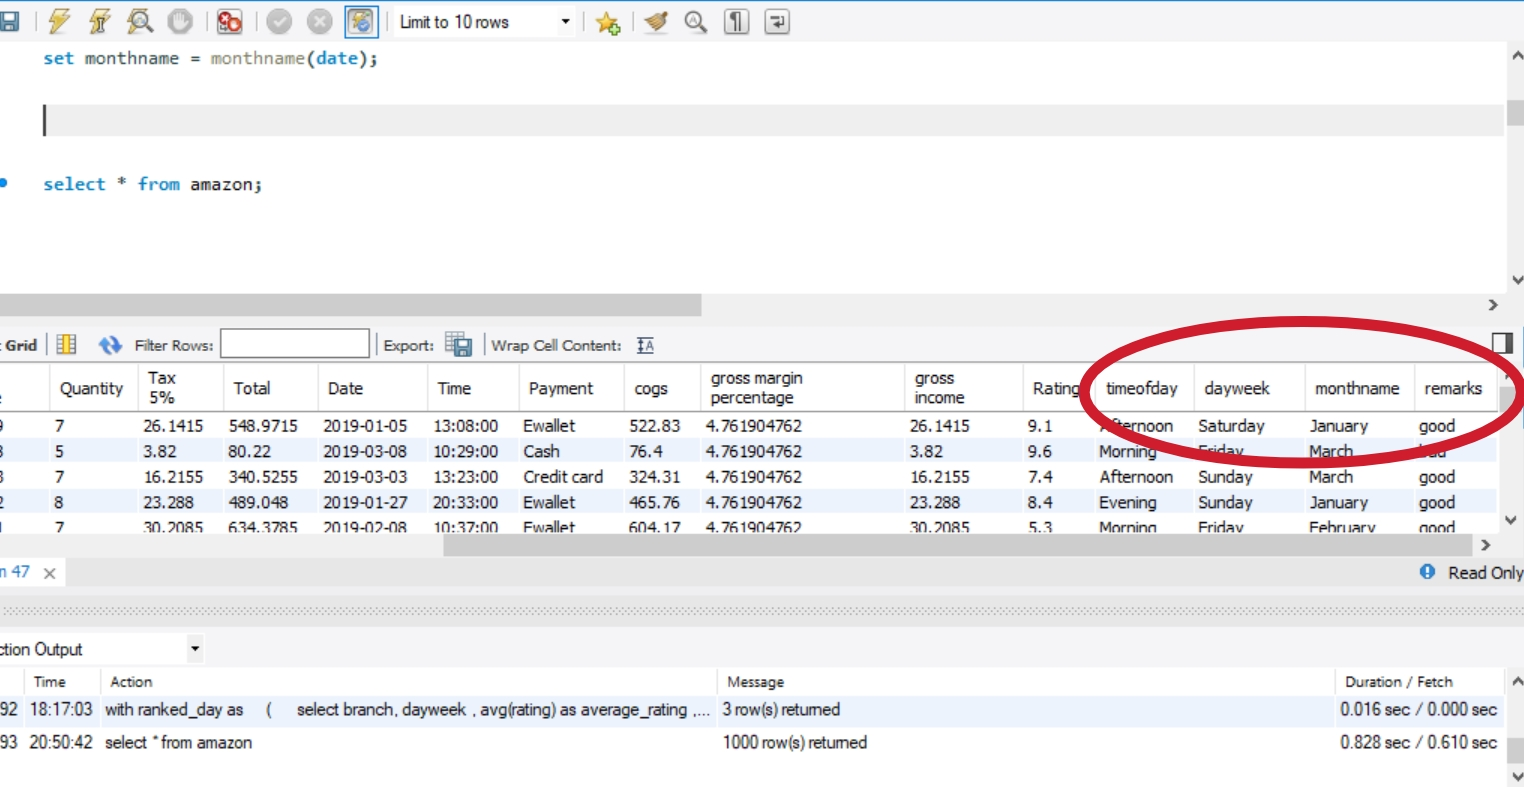 Limit to 10 rows
set monthname = monthname(date);
select * from amazon;
Grid Filter Rows: Export: Wrap Cell Content:
Quantity Tax 5% Total Date Time Payment cogs gross margin percentage gross income Rating timeofday dayweek monthname remarks
7 26.1415 548.9715 2019-01-05 13:08:00 Ewallet 522.83 4.761904762 26.1415 9.1 Afternoon Saturday January good
5 3.82 80.22 2019-03-08 10:29:00 Cash 76.4 4.761904762 3.82 9.6 Morning Friday March bad
7 16.2155 340.5255 2019-03-03 13:23:00 Credit card 324.31 4.761904762 16.2155 7.4 Afternoon Sunday March good
8 23.288 489.048 2019-01-27 20:33:00 Ewallet 465.76 4.761904762 23.288 8.4 Evening Sunday January good
7 30.2085 634.3785 2019-02-08 10:37:00 Ewallet 604.17 4.761904762 30.2085 5.3 Morning Friday February good
n 47 Read Only
ction Output
Time Action Message Duration / Fetch
92 18:17:03 with ranked_day as ( select branch, dayweek , avg(rating) as average_rating ,... 3 row(s) returned 0.016 sec / 0.000 sec
93 20:50:42 select * from amazon 1000 row(s) returned 0.828 sec / 0.610 sec